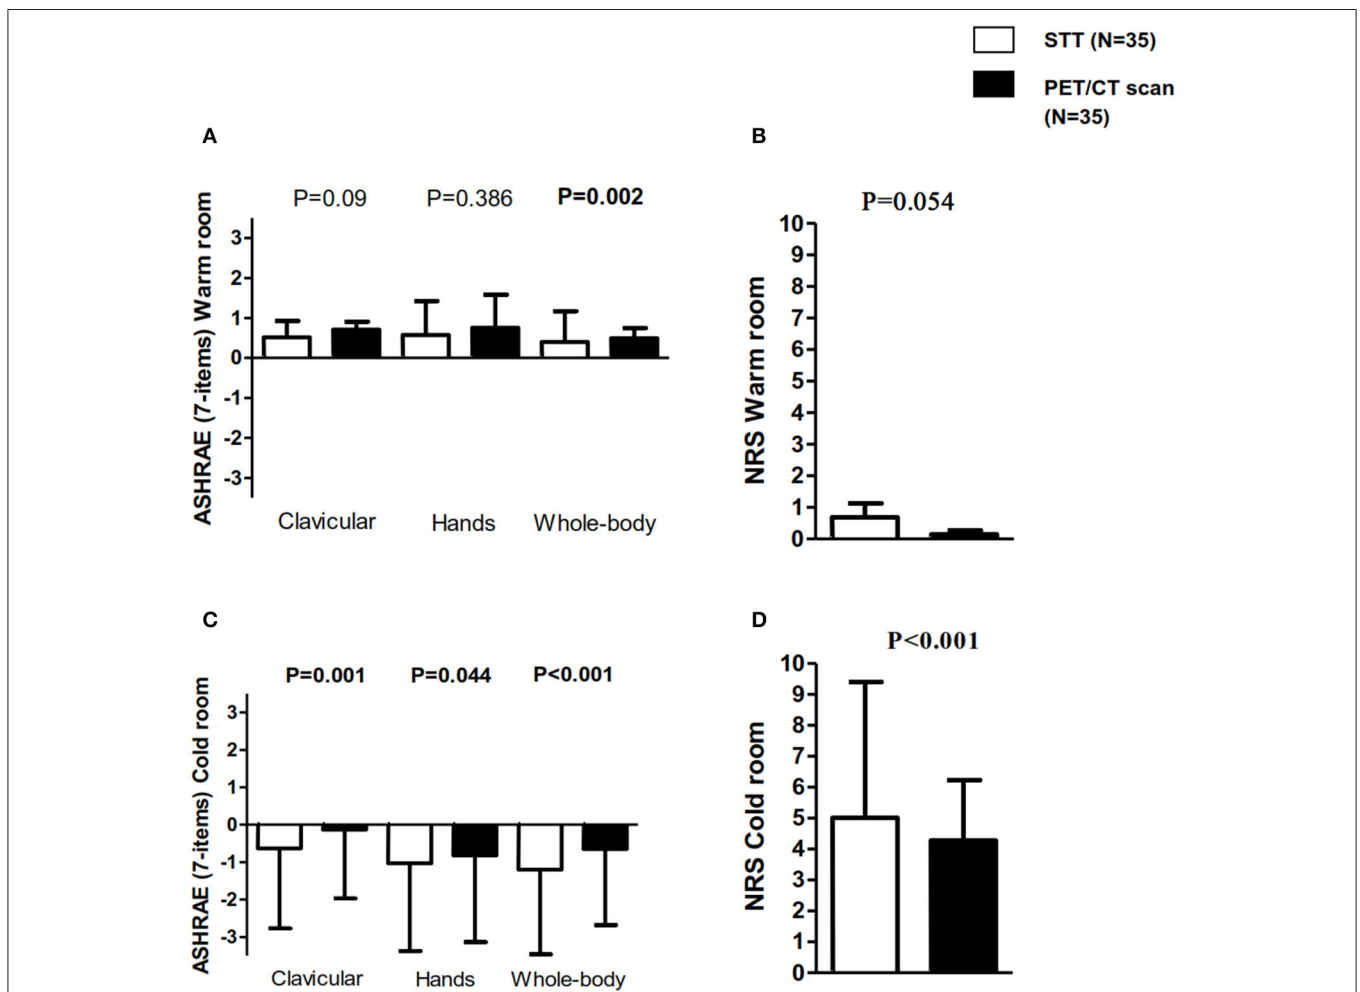 STT (N=35)
PET/CT scan
(N=35)
A
P=0.09 P=0.386 P=0.002
ASHRAE (7-items) Warm room
3
2
1
0
-1
-2
-3
Clavicular Hands Whole-body
B
P=0.054
NRS Warm room
10
9
8
7
6
5
4
3
2
1
0
C
P=0.001 P=0.044 P<0.001
ASHRAE (7-items) Cold room
3
2
1
0
-1
-2
-3
Clavicular Hands Whole-body
D
P<0.001
NRS Cold room
10
9
8
7
6
5
4
3
2
1
0